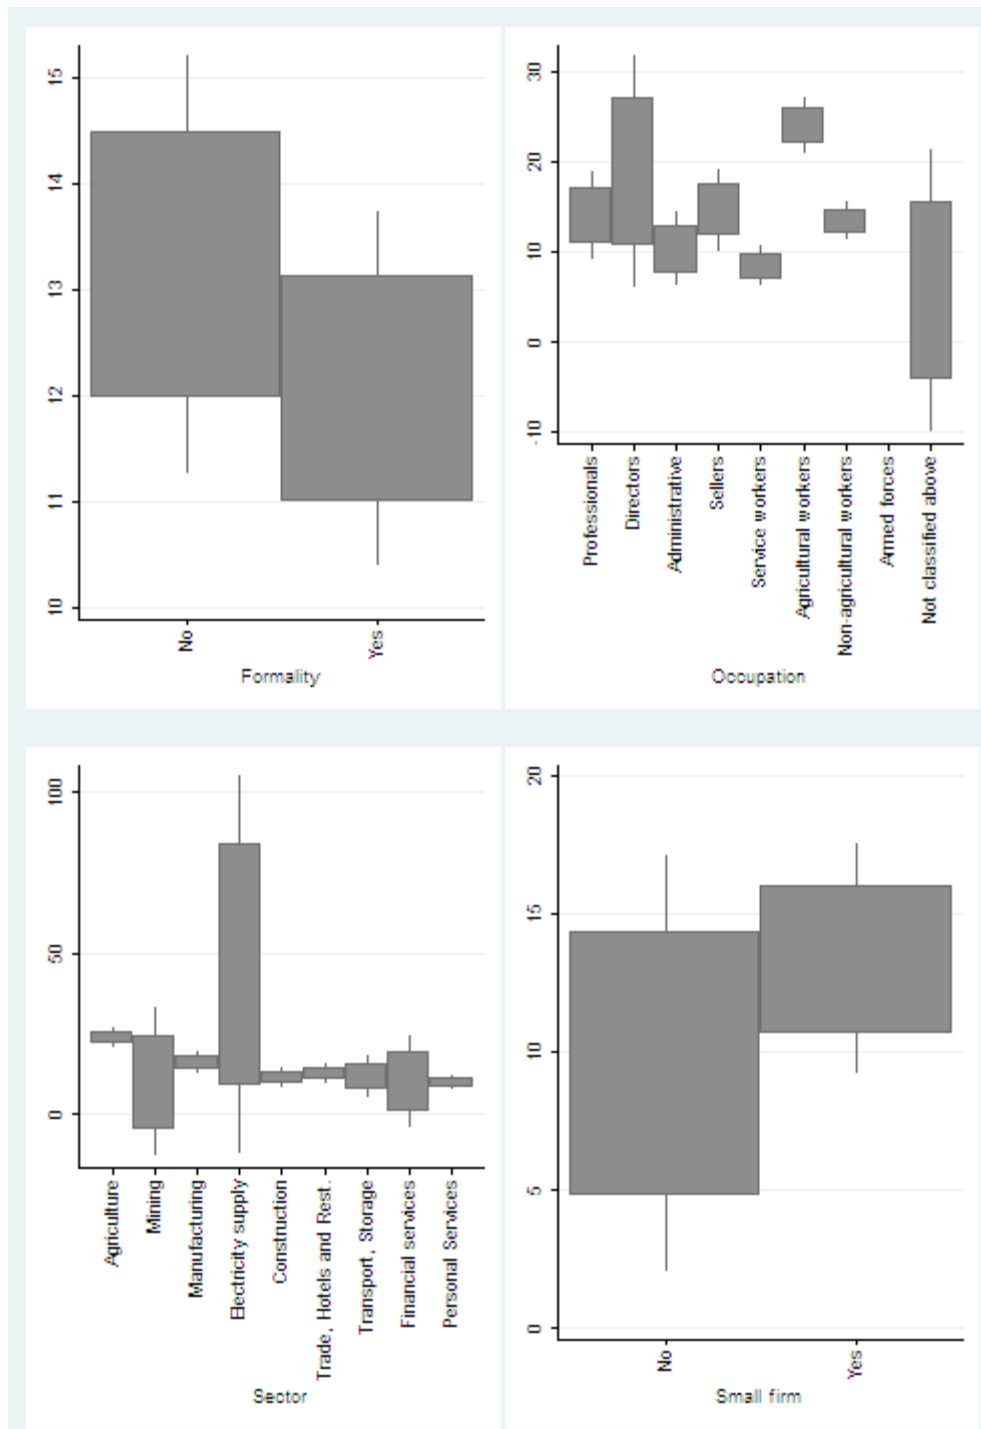 15
14
13
12
11
10
No
Yes
Formality
30
20
10
0
-10
Professionals
Directors
Administrative
Sellers
Service workers
Agricultural workers
Non-agricultural workers
Armed forces
Not classified above
Occupation
100
50
0
Agriculture
Mining
Manufacturing
Electricity supply
Construction
Trade, Hotels and Rest.
Transport, Storage
Financial services
Personal Services
Sector
20
15
10
5
0
No
Yes
Small firm